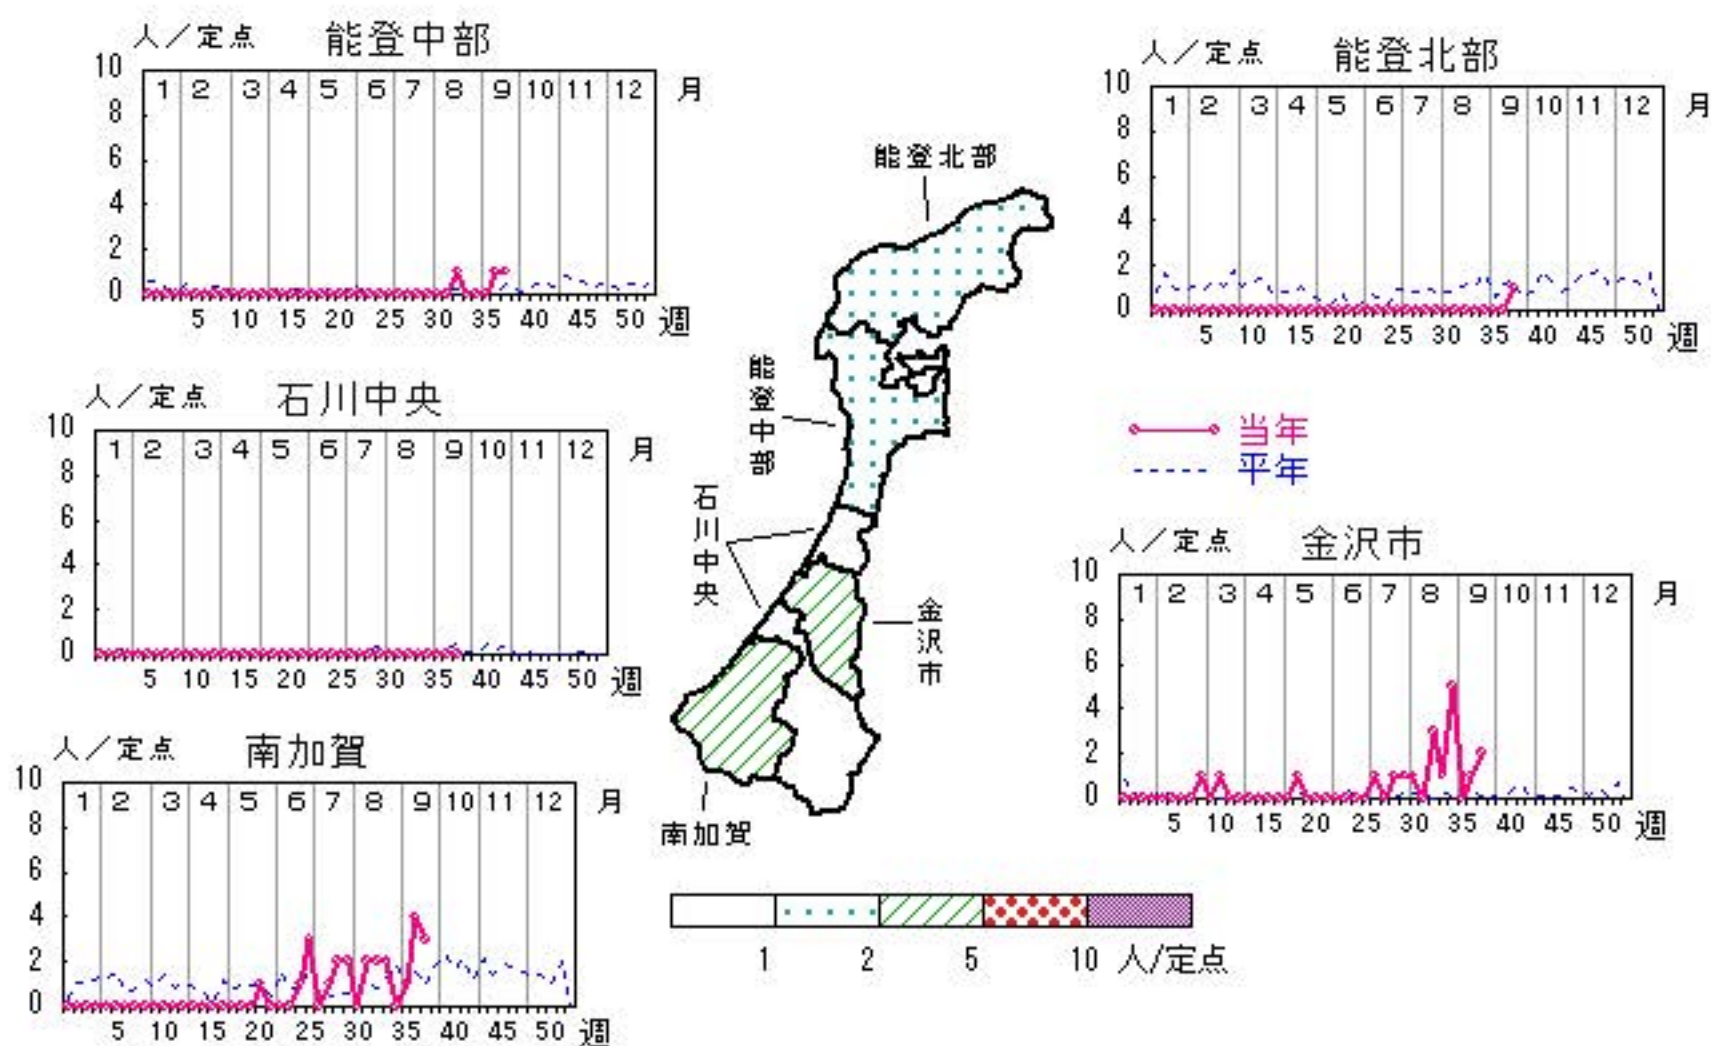 人／定点 能登中部
10 8 6 4 2 0
1 2 3 4 5 6 7 8 9 10 11 12 月
5 10 15 20 25 30 35 40 45 50 週
人／定点 能登北部
10 8 6 4 2 0
1 2 3 4 5 6 7 8 9 10 11 12 月
5 10 15 20 25 30 35 40 45 50 週
人／定点 石川中央
10 8 6 4 2 0
1 2 3 4 5 6 7 8 9 10 11 12 月
5 10 15 20 25 30 35 40 45 50 週
能登北部
能登中部
石川中央
金沢市
南加賀
当年
平年
人／定点 金沢市
10 8 6 4 2 0
1 2 3 4 5 6 7 8 9 10 11 12 月
5 10 15 20 25 30 35 40 45 50 週
人／定点 南加賀
10 8 6 4 2 0
1 2 3 4 5 6 7 8 9 10 11 12 月
5 10 15 20 25 30 35 40 45 50 週
1 2 5 10 人/定点